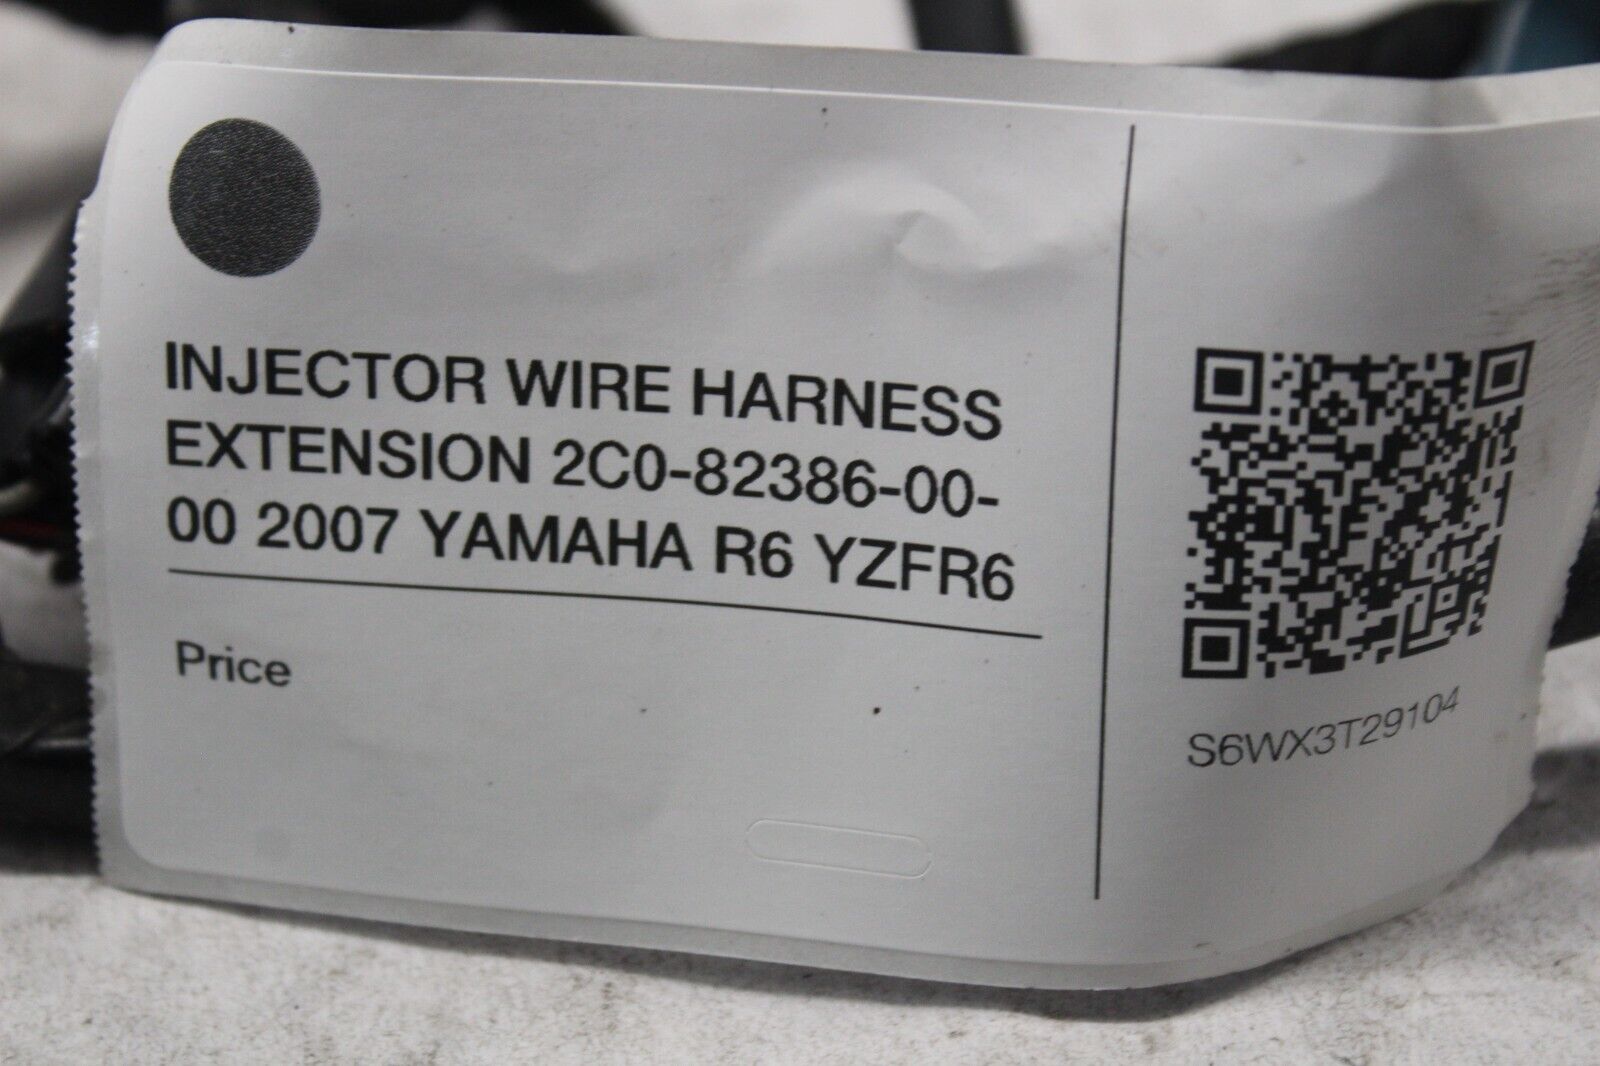 INJECTOR WIRE HARNESS
EXTENSION 2C0-82386-00-
00 2007 YAMAHA R6 YZFR6
Price
S6WX3T29104